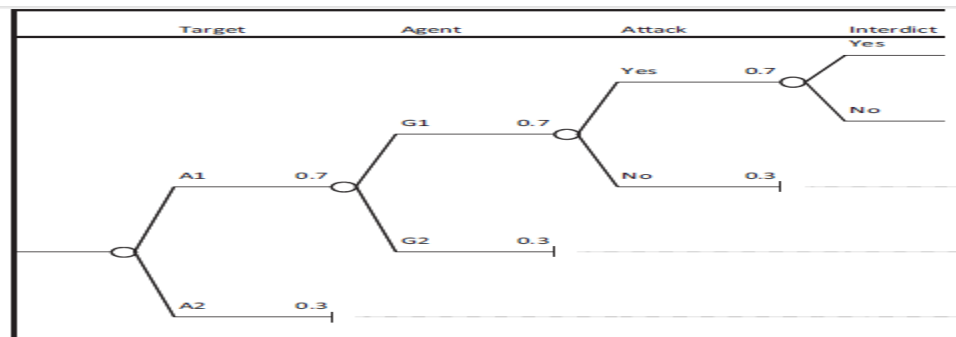 Target Agent Attack Interdict
Yes
Yes 0.7
No
G1 0.7
A1 0.7
No 0.3
G2 0.3
A2 0.3